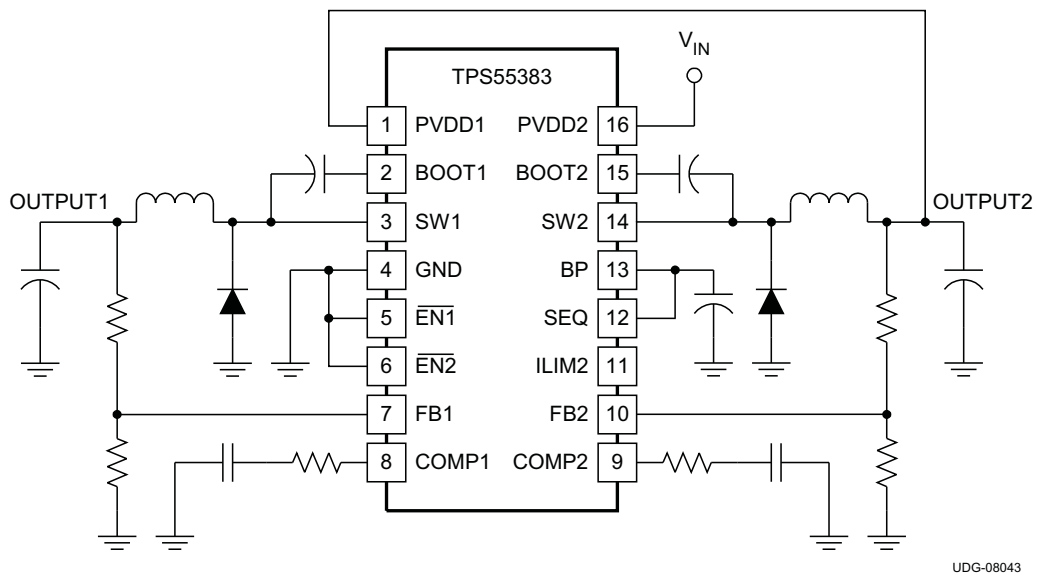 V_IN
TPS55383
1 PVDD1 PVDD2 16
2 BOOT1 BOOT2 15
OUTPUT1 OUTPUT2
3 SW1 SW2 14
4 GND BP 13
5 EN1 SEQ 12
6 EN2 ILIM2 11
7 FB1 FB2 10
8 COMP1 COMP2 9
UDG-08043